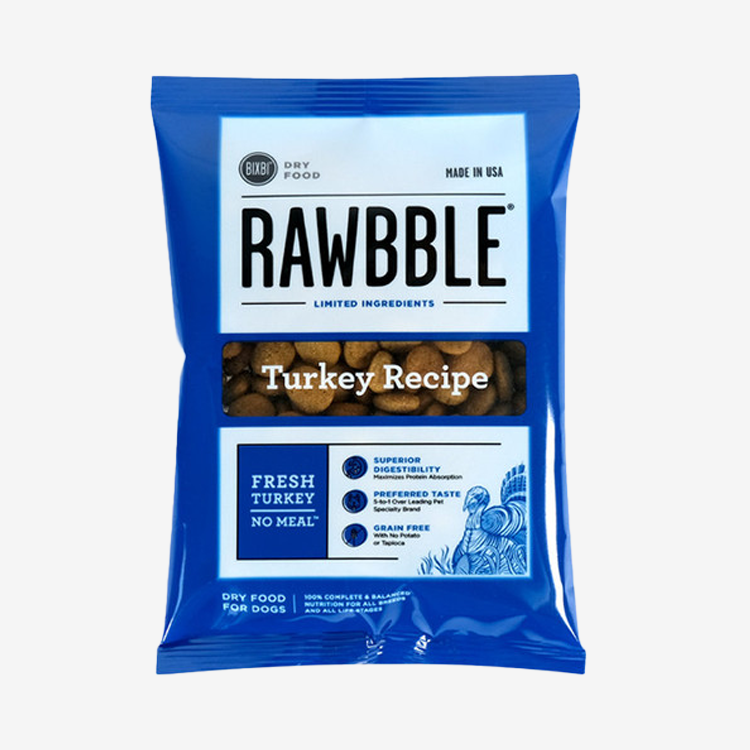 BIXBI™
DRY
FOOD
MADE IN USA
RAWBBLE®
LIMITED INGREDIENTS
Turkey Recipe
FRESH
TURKEY
NO MEAL™
SUPERIOR
DIGESTIBILITY
Maximizes Protein Absorption
PREFERRED TASTE
5-to-1 Over Leading Pet
Specialty Brand
GRAIN FREE
With No Potato
or Tapioca
DRY FOOD
FOR DOGS
100% COMPLETE & BALANCED
NUTRITION FOR ALL BREEDS
AND ALL LIFE STAGES